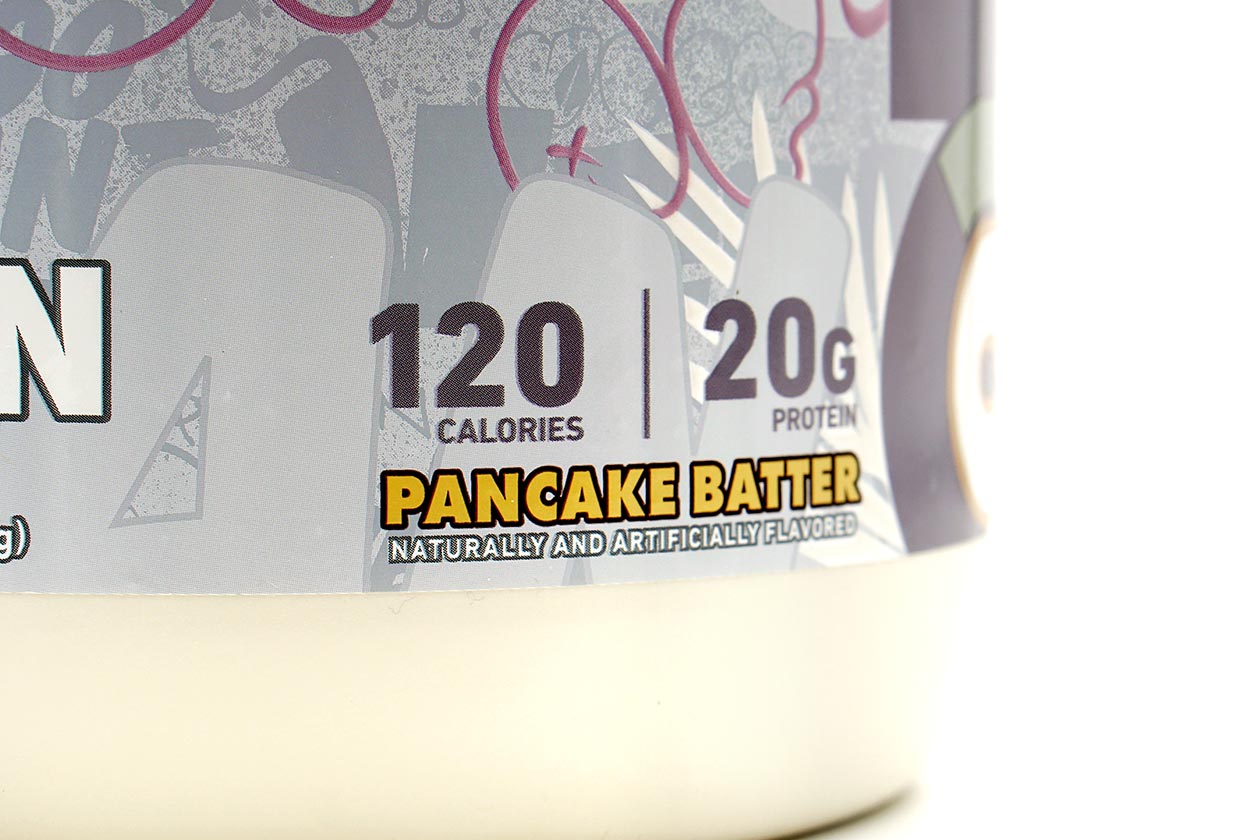 N
120 | 20G
CALORIES PROTEIN
PANCAKE BATTER
g) NATURALLY AND ARTIFICIALLY FLAVORED